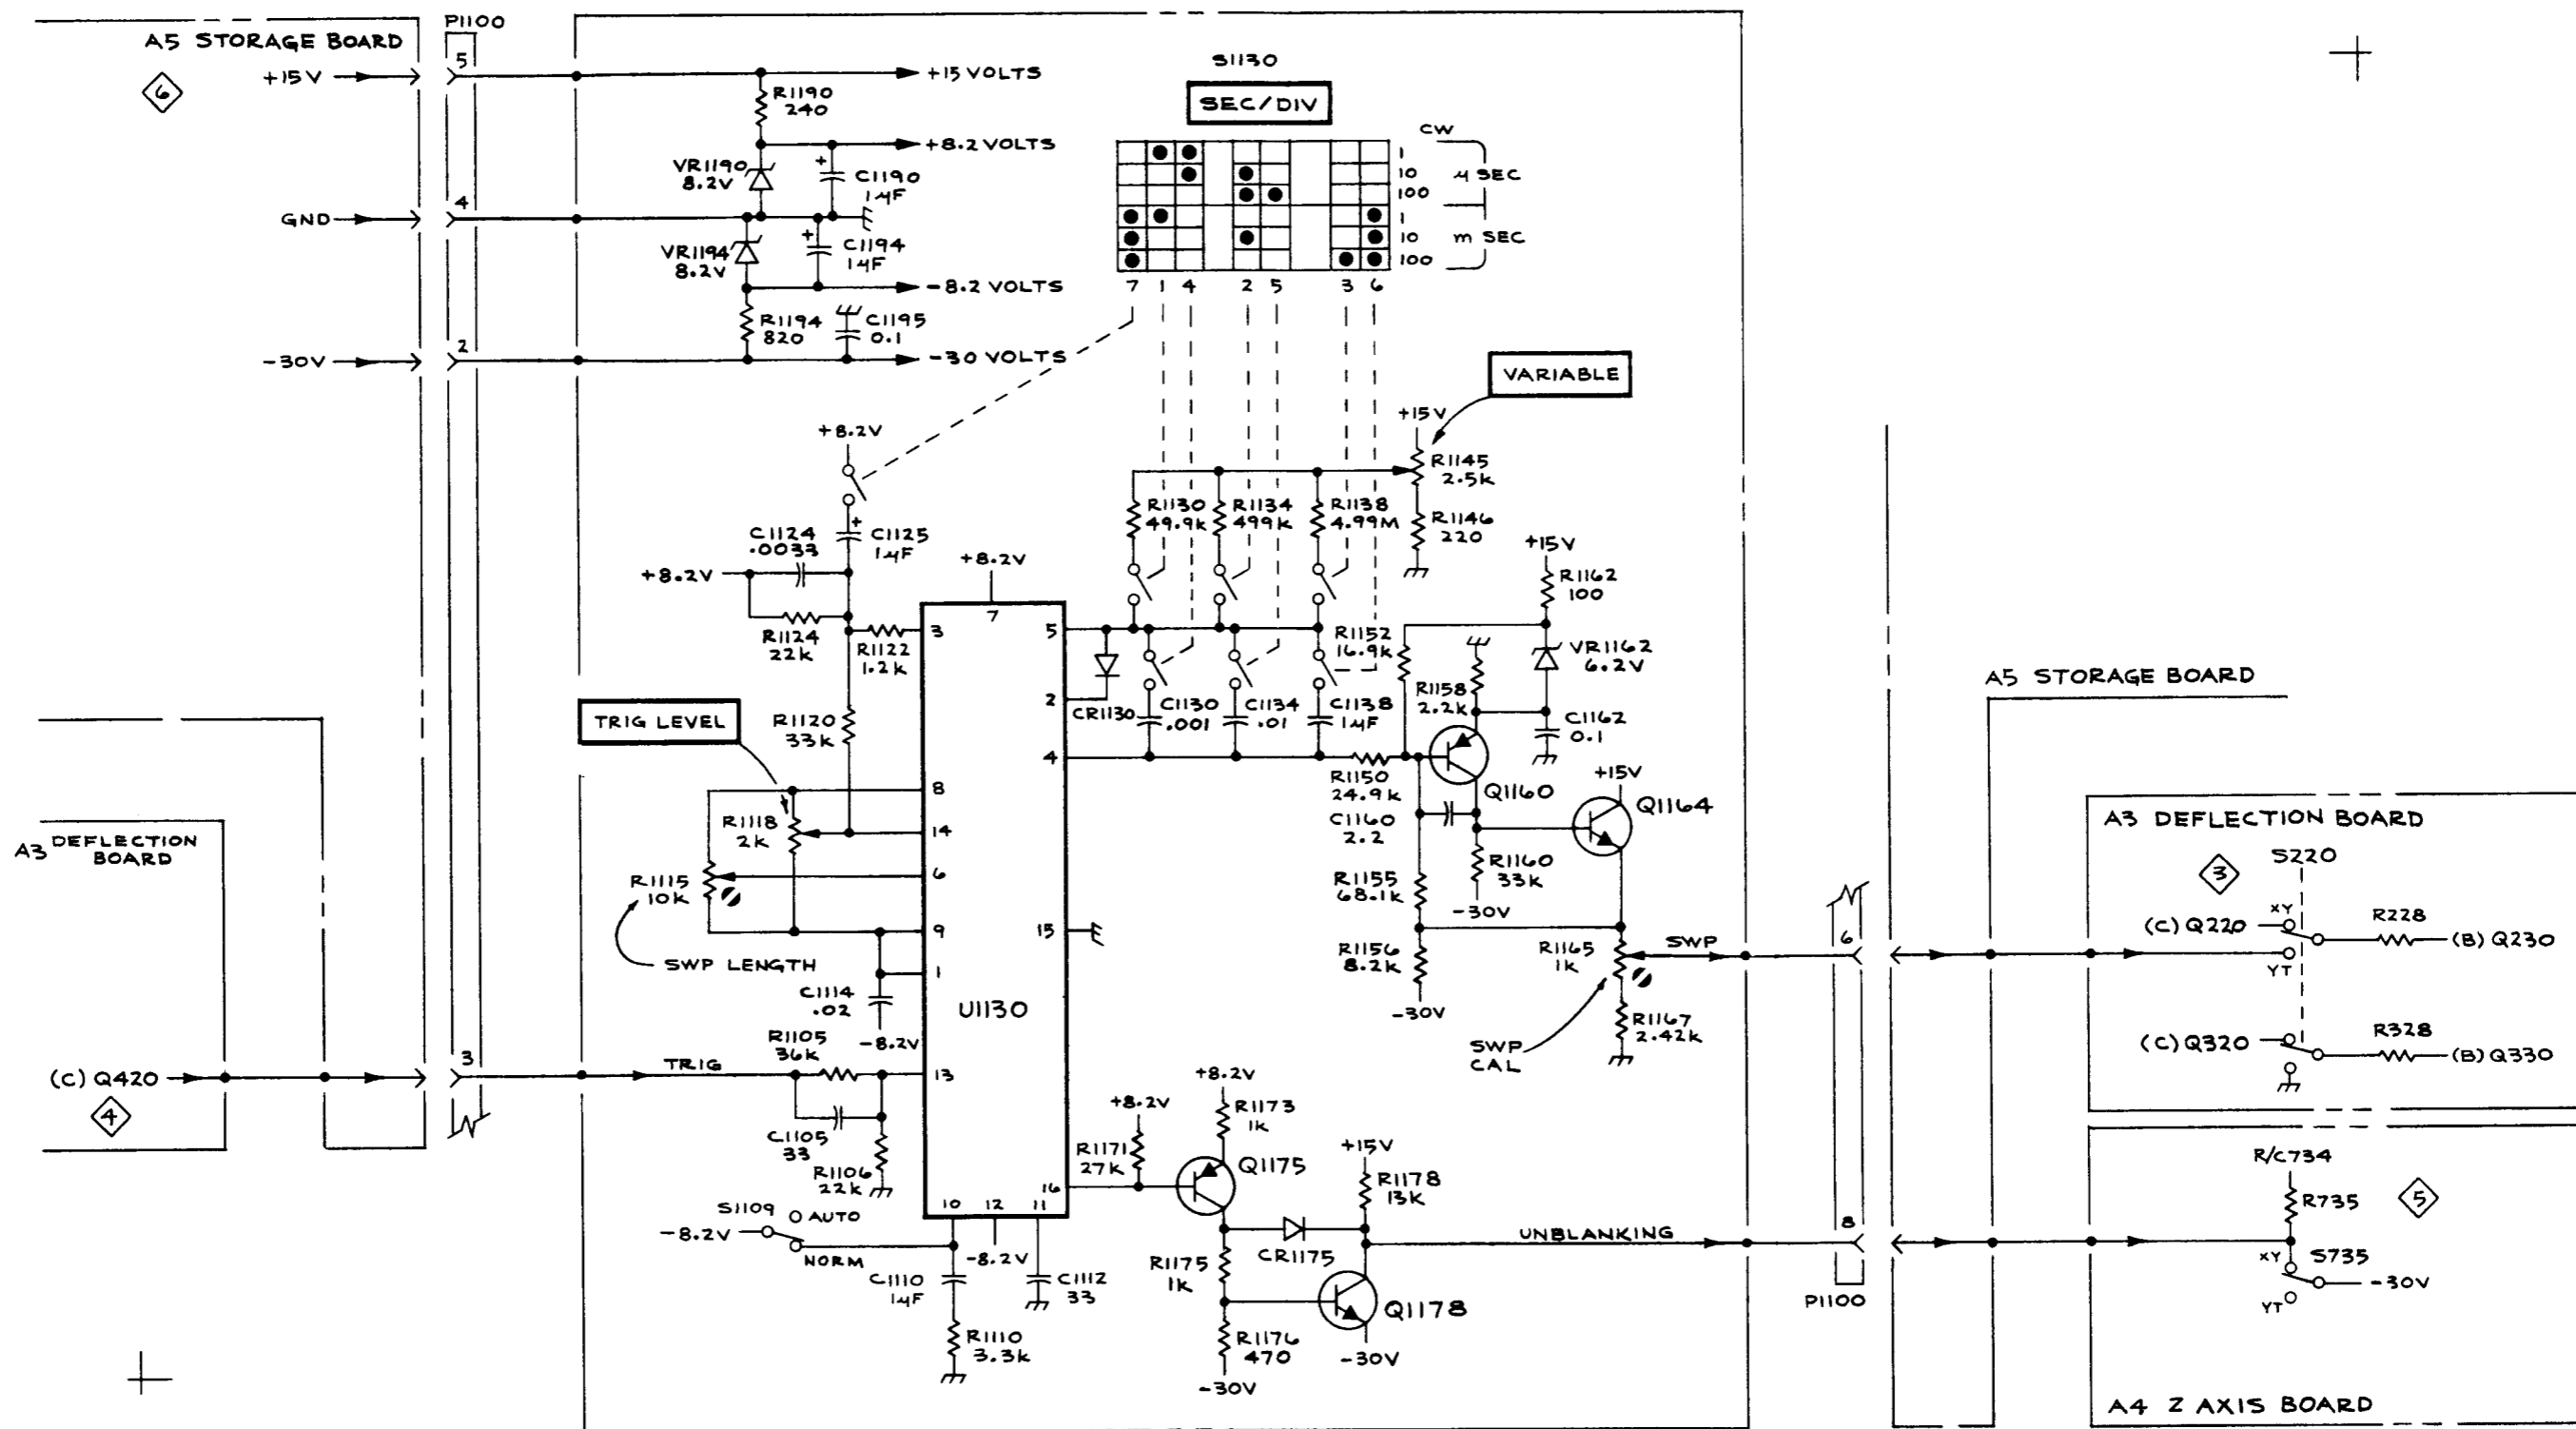 A5 STORAGE BOARD
P1100
6
+15V
5
+15 VOLTS
R1190
240
+8.2 VOLTS
VR1190
8.2V
C1190
1µF
GND
4
VR1194
8.2V
C1194
1µF
-8.2 VOLTS
R1194
820
C1195
0.1
-30V
2
-30 VOLTS
S1130
SEC/DIV
CW
1
10
100
µ SEC
1
10
100
m SEC
7 1 4 2 5 3 6
VARIABLE
+15V
R1145
2.5k
R1146
220
+8.2V
C1124
.0033
C1125
1µF
+8.2V
R1124
22k
R1122
1.2k
R1120
33k
+8.2V
7
3
5
2
4
8
14
6
9
1
15
13
16
10
12
11
U1130
R1130
49.9k
R1134
499k
R1138
4.99M
CR1130
C1130
.001
C1134
.01
C1138
1µF
R1152
16.9k
+15V
R1162
100
VR1162
6.2V
R1158
2.2k
C1162
0.1
R1150
24.9k
C1160
2.2
Q1160
+15V
Q1164
R1160
33k
-30V
R1155
68.1k
R1156
8.2k
-30V
R1165
1k
SWP
SWP
CAL
R1167
2.42k
TRIG LEVEL
R1118
2k
R1115
10k
SWP LENGTH
C1114
.02
-8.2V
A3 DEFLECTION
BOARD
(C) Q420
4
3
TRIG
R1105
36k
C1105
33
R1106
22k
S1109
AUTO
-8.2V
NORM
C1110
1µF
-8.2V
C1112
33
R1110
3.3k
+8.2V
R1171
27k
+8.2V
R1173
1k
Q1175
R1175
1k
CR1175
+15V
R1178
13k
UNBLANKING
Q1178
R1176
470
-30V
-30V
6
8
P1100
A5 STORAGE BOARD
A3 DEFLECTION BOARD
3
S220
XY
(C) Q220
YT
R228
(B) Q230
(C) Q320
R328
(B) Q330
R/C734
R735
5
XY
S735
-30V
YT
A4 Z AXIS BOARD